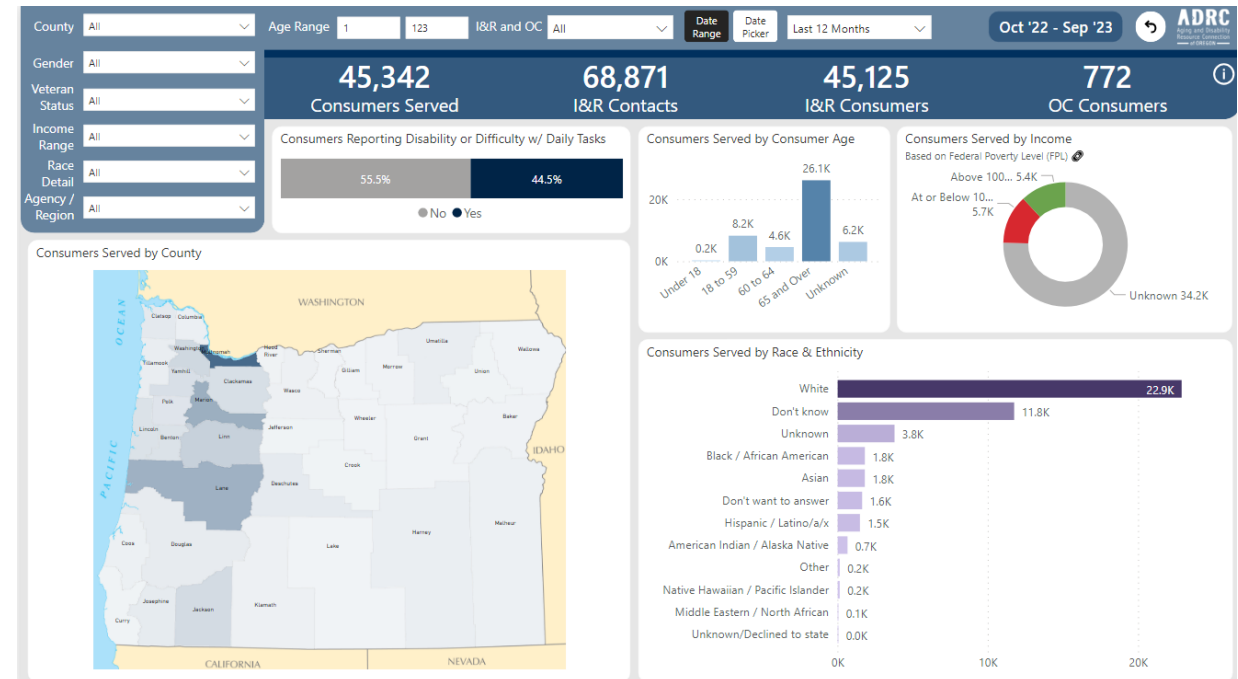 County All
Gender All
Veteran
Status All
Income
Range All
Race
Detail All
Agency /
Region All
Age Range 1 123
I&R and OC All
Date
Range
Date
Picker
Last 12 Months
Oct '22 - Sep '23
ADRC
Aging and Disability
Resource Connection
of OREGON
45,342
Consumers Served
68,871
I&R Contacts
45,125
I&R Consumers
772
OC Consumers
Consumers Reporting Disability or Difficulty w/ Daily Tasks
55.5% 44.5%
No Yes
Consumers Served by Consumer Age
20K
0K
0.2K
8.2K
4.6K
26.1K
6.2K
Under 18
18 to 59
60 to 64
65 and Over
Unknown
Consumers Served by Income
Based on Federal Poverty Level (FPL)
Above 100... 5.4K
At or Below 10...
5.7K
Unknown 34.2K
Consumers Served by County
PACIFIC OCEAN
WASHINGTON
IDAHO
CALIFORNIA
NEVADA
Clatsop
Columbia
Tillamook
Washington
Yamhill
Clackamas
Hood
River
Sherman
Gilliam
Morrow
Umatilla
Union
Wallowa
Polk
Marion
Wasco
Wheeler
Baker
Lincoln
Benton
Linn
Jefferson
Grant
Crook
Lane
Deschutes
Coos
Douglas
Lake
Harney
Malheur
Josephine
Jackson
Klamath
Curry
Consumers Served by Race & Ethnicity
White 22.9K
Don't know 11.8K
Unknown 3.8K
Black / African American 1.8K
Asian 1.8K
Don't want to answer 1.6K
Hispanic / Latino/a/x 1.5K
American Indian / Alaska Native 0.7K
Other 0.2K
Native Hawaiian / Pacific Islander 0.2K
Middle Eastern / North African 0.1K
Unknown/Declined to state 0.0K
0K 10K 20K